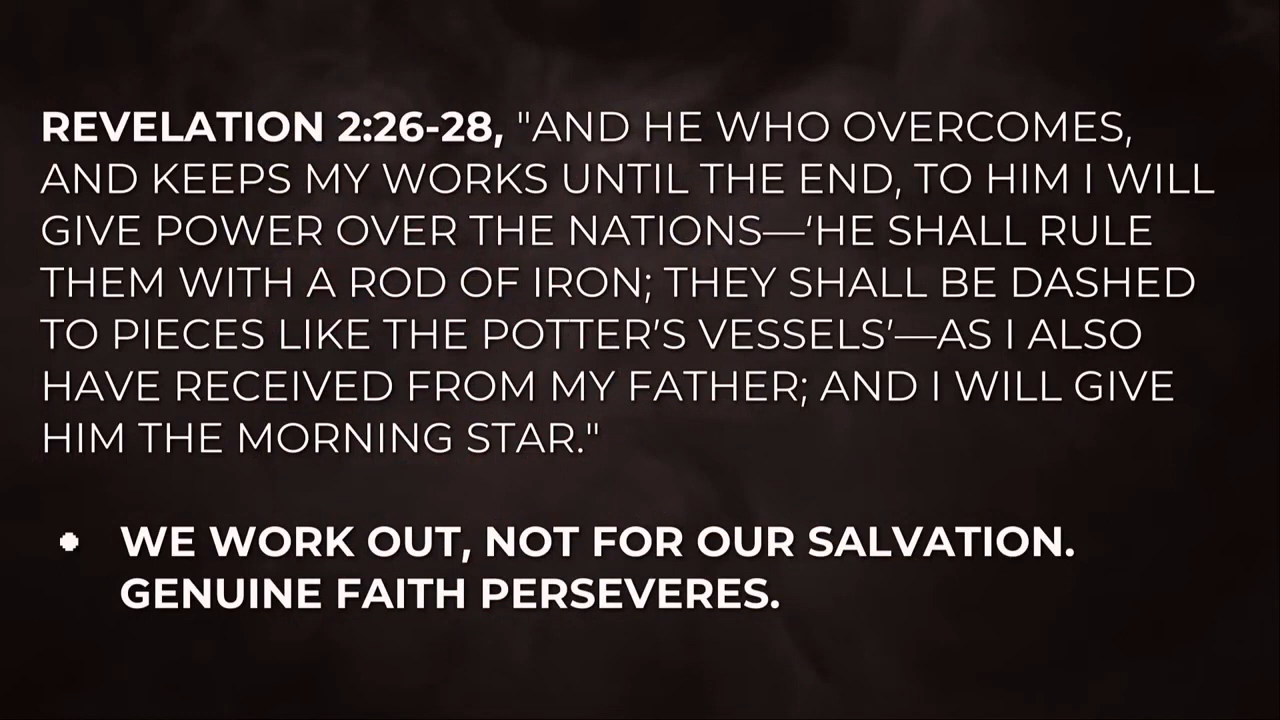 REVELATION 2:26-28, "AND HE WHO OVERCOMES,
AND KEEPS MY WORKS UNTIL THE END, TO HIM I WILL
GIVE POWER OVER THE NATIONS—‘HE SHALL RULE
THEM WITH A ROD OF IRON; THEY SHALL BE DASHED
TO PIECES LIKE THE POTTER’S VESSELS’—AS I ALSO
HAVE RECEIVED FROM MY FATHER; AND I WILL GIVE
HIM THE MORNING STAR."
• WE WORK OUT, NOT FOR OUR SALVATION.
GENUINE FAITH PERSEVERES.